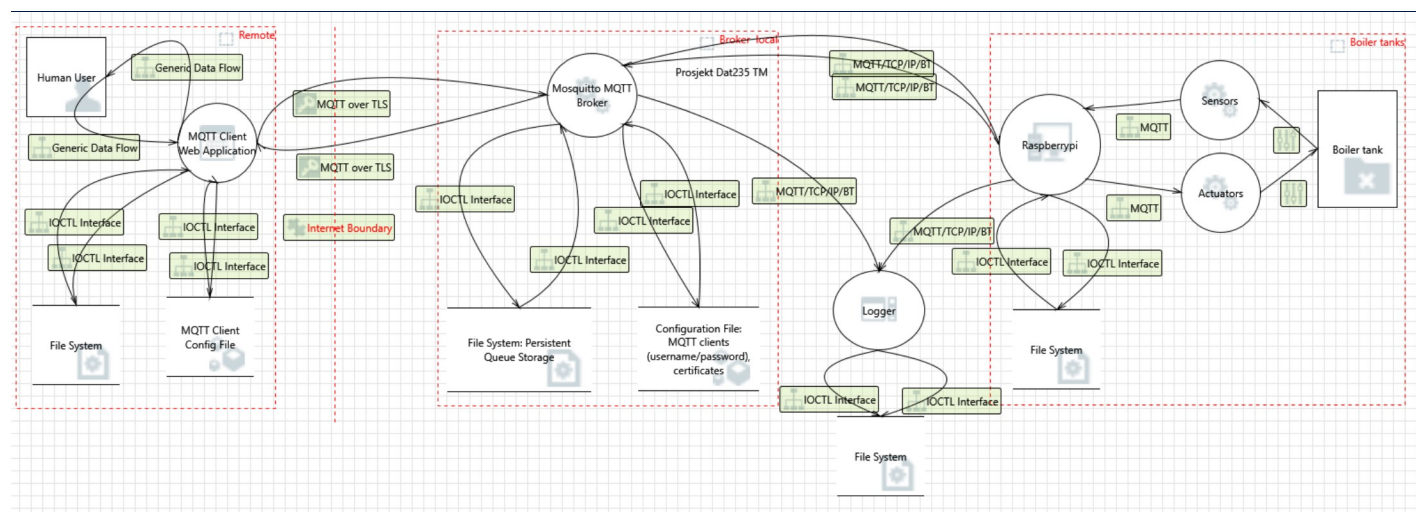 Remote
Human User
Generic Data Flow
Generic Data Flow
MQTT Client
Web Application
MQTT over TLS
MQTT over TLS
IOCTL Interface
IOCTL Interface
IOCTL Interface
IOCTL Interface
Internet Boundary
File System
MQTT Client
Config File
Broker local
Prosjekt Dat235 TM
Mosquitto MQTT
Broker
IOCTL Interface
IOCTL Interface
IOCTL Interface
IOCTL Interface
File System: Persistent
Queue Storage
Configuration File:
MQTT clients
(username/password),
certificates
MQTT/TCP/IP/BT
MQTT/TCP/IP/BT
MQTT/TCP/IP/BT
MQTT/TCP/IP/BT
Logger
IOCTL Interface
IOCTL Interface
File System
Boiler tanks
Raspberrypi
Sensors
MQTT
Actuators
MQTT
Boiler tank
IOCTL Interface
IOCTL Interface
File System